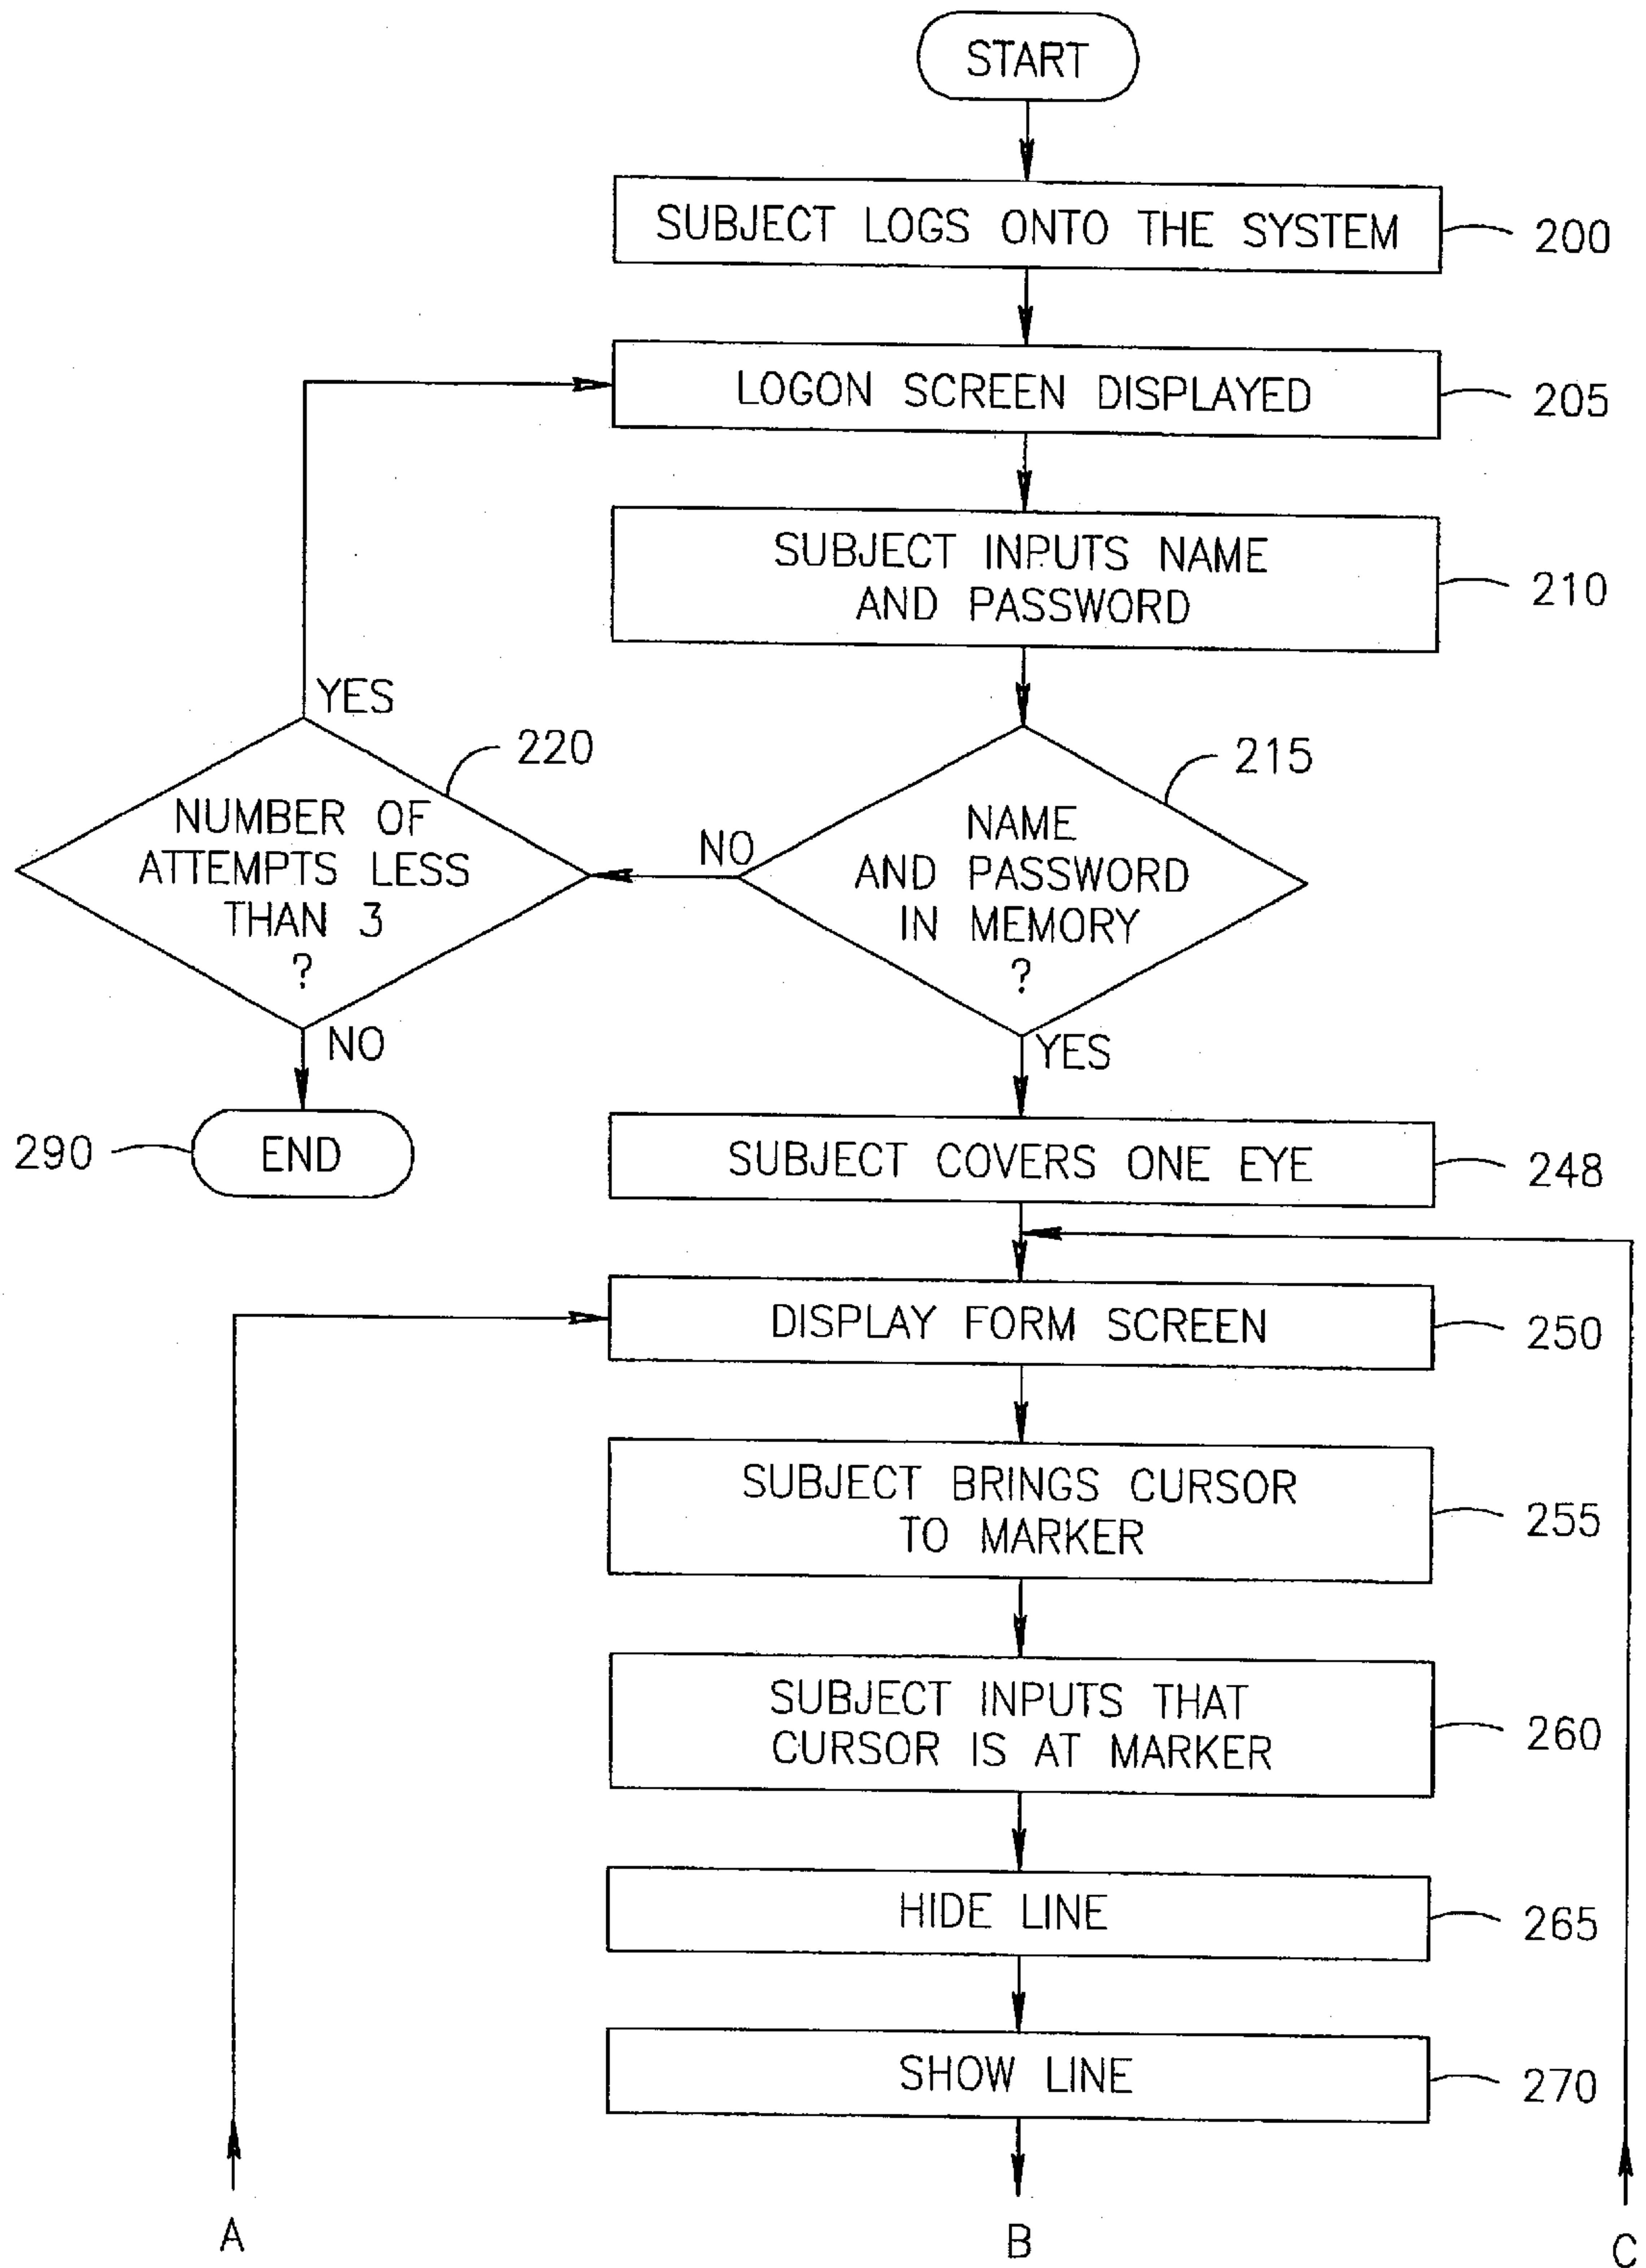 START
SUBJECT LOGS ONTO THE SYSTEM
200
LOGON SCREEN DISPLAYED
205
SUBJECT INPUTS NAME
AND PASSWORD
210
YES
220
NUMBER OF
ATTEMPTS LESS
THAN 3
?
NO
215
NAME
AND PASSWORD
IN MEMORY
?
NO
YES
290
END
SUBJECT COVERS ONE EYE
248
DISPLAY FORM SCREEN
250
SUBJECT BRINGS CURSOR
TO MARKER
255
SUBJECT INPUTS THAT
CURSOR IS AT MARKER
260
HIDE LINE
265
SHOW LINE
270
A
B
C